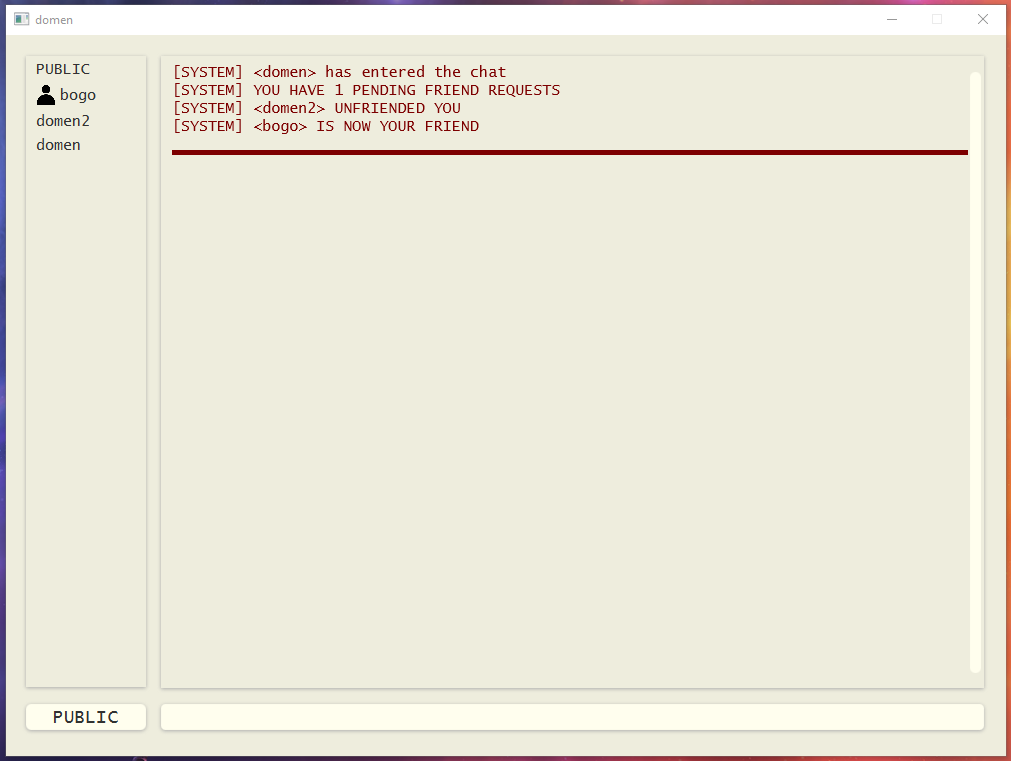 domen
PUBLIC
bogo
domen2
domen
[SYSTEM] <domen> has entered the chat
[SYSTEM] YOU HAVE 1 PENDING FRIEND REQUESTS
[SYSTEM] <domen2> UNFRIENDED YOU
[SYSTEM] <bogo> IS NOW YOUR FRIEND
PUBLIC